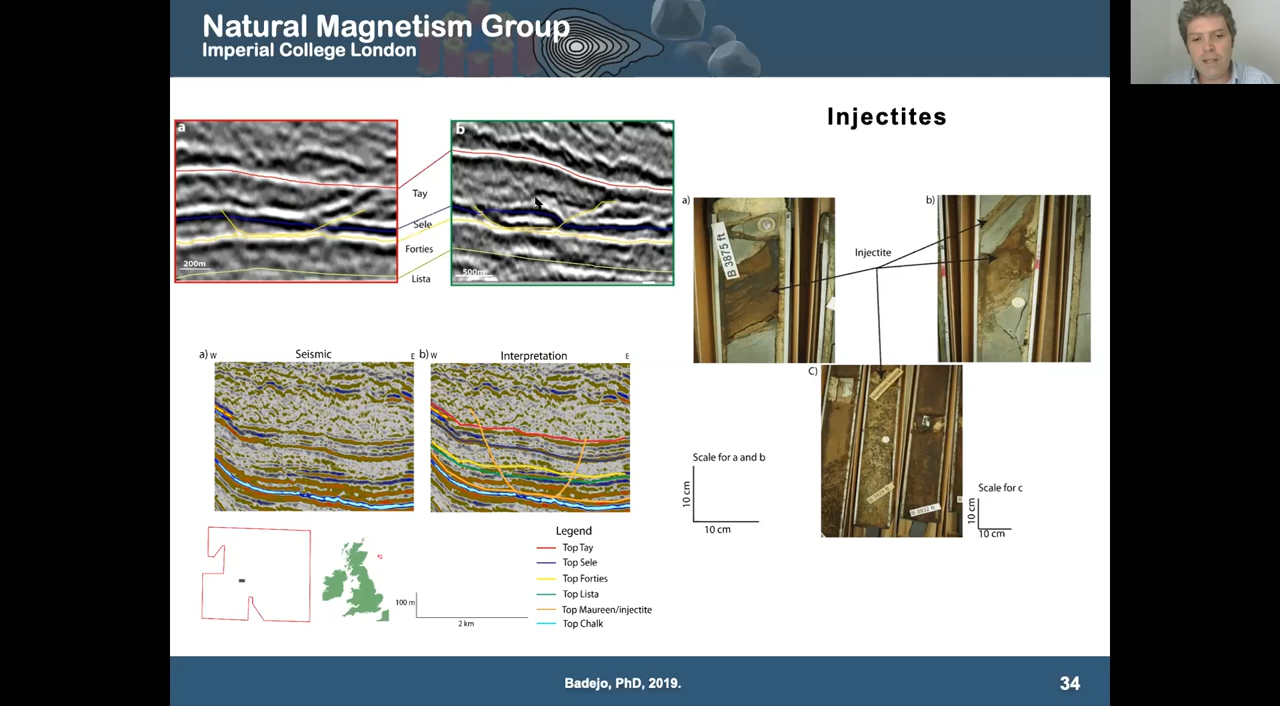 Natural Magnetism Group
Imperial College London
Injectites
a
b
Tay
Sele
Forties
Lista
200m
500m
a)
b)
B 3875 ft
Injectite
C)
a) W
Seismic
E
b) W
Interpretation
E
Scale for a and b
10 cm
10 cm
Scale for c
10 cm
10 cm
Legend
Top Tay
Top Sele
Top Forties
Top Lista
Top Maureen/injectite
Top Chalk
100 m
2 km
Badejo, PhD, 2019.
34